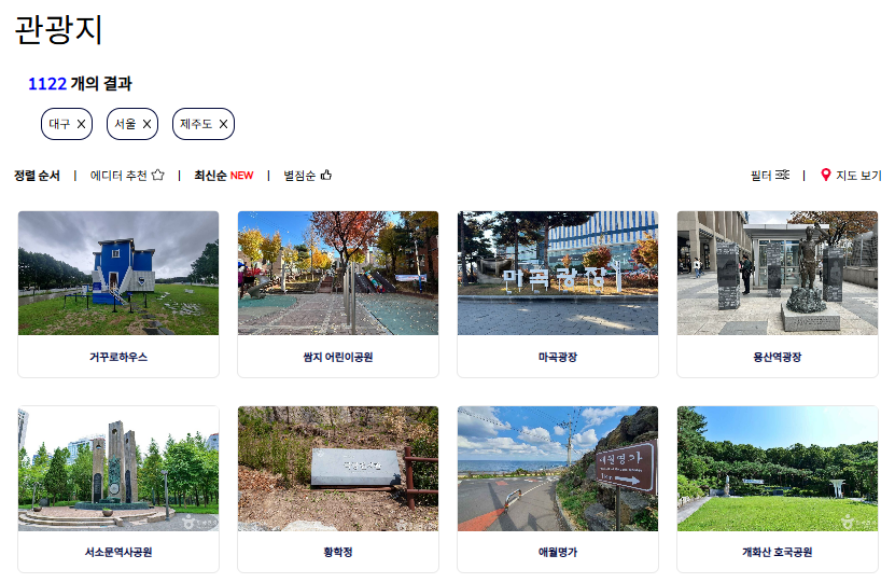 관광지
1122 개의 결과
대구 X 서울 X 제주도 X
정렬 순서 | 에디터 추천 | 최신순 NEW | 별점순
필터 | 지도 보기
마곡광장
애월명가
거꾸로하우스 쌈지 어린이공원 마곡광장 용산역광장
서소문역사공원 황학정 애월명가 개화산 호국공원